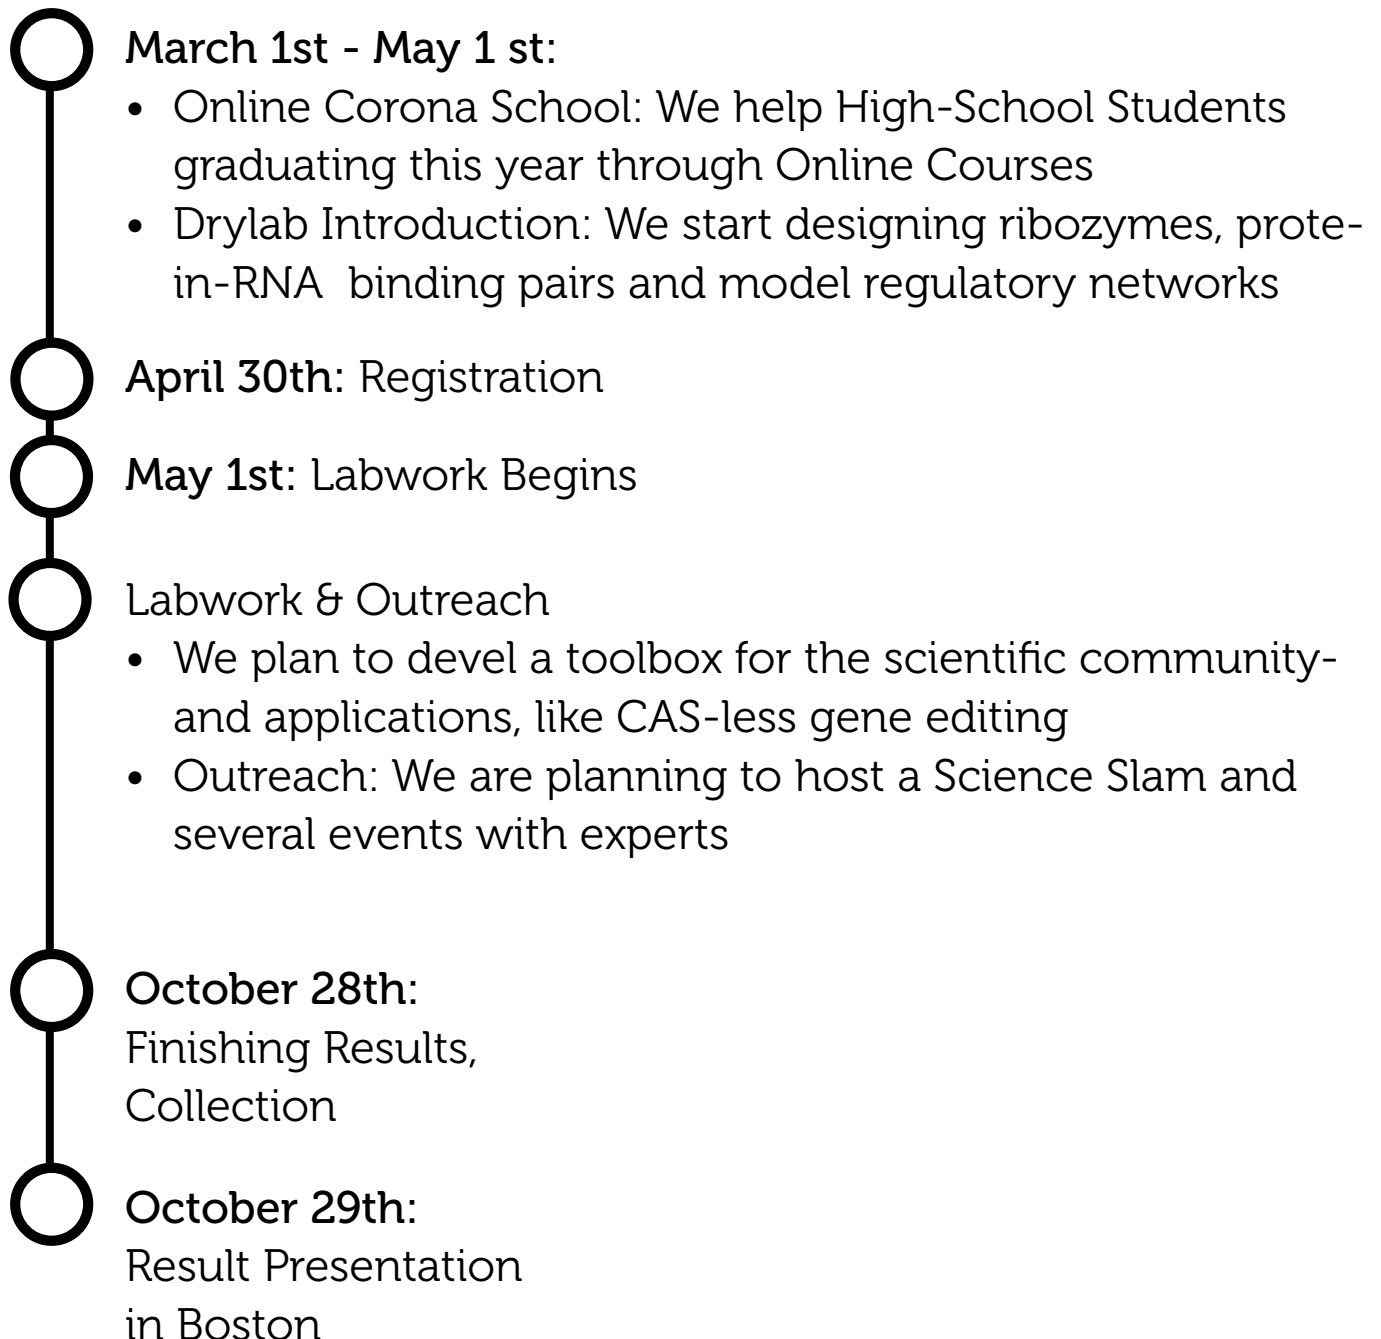 March 1st - May 1 st:
• Online Corona School: We help High-School Students
graduating this year through Online Courses
• Drylab Introduction: We start designing ribozymes, prote-
in-RNA  binding pairs and model regulatory networks
April 30th: Registration
May 1st: Labwork Begins
Labwork & Outreach
• We plan to devel a toolbox for the scientific community-
and applications, like CAS-less gene editing
• Outreach: We are planning to host a Science Slam and
several events with experts
October 28th:
Finishing Results,
Collection
October 29th:
Result Presentation
in Boston